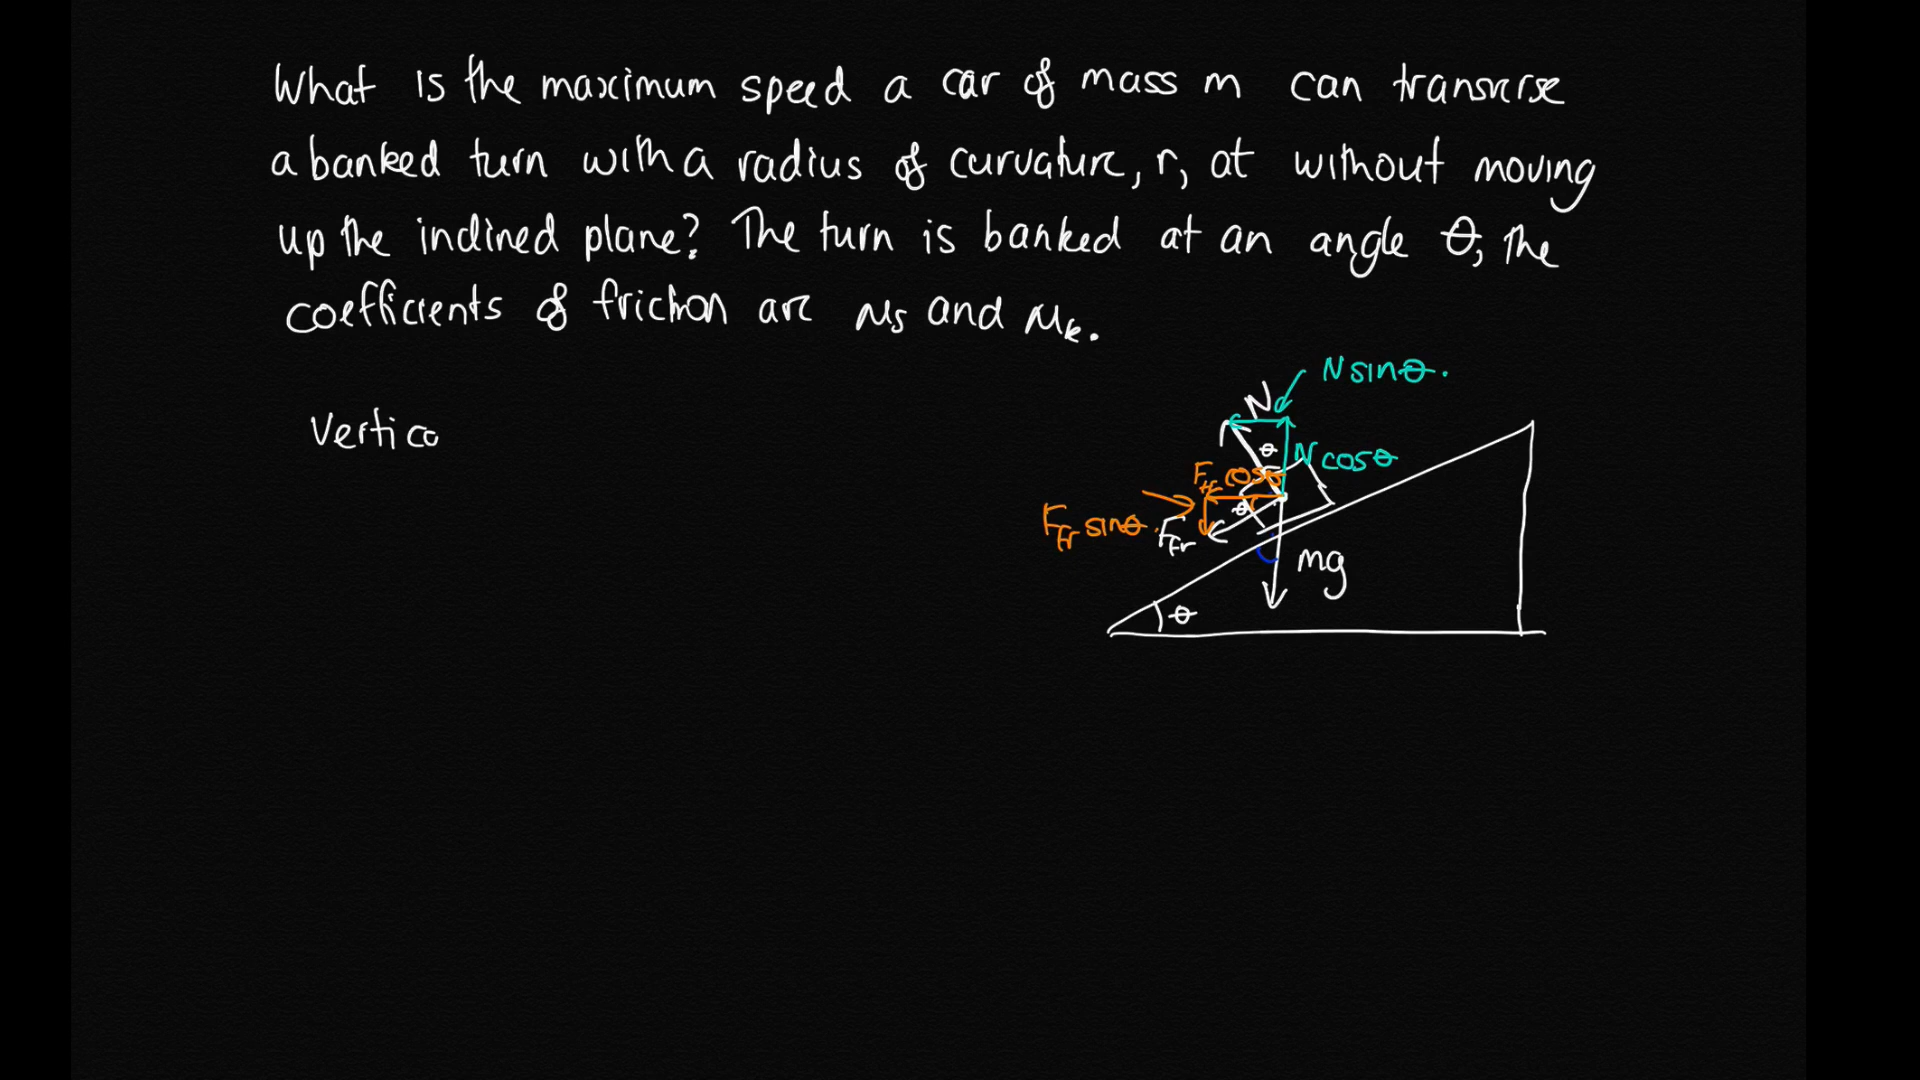 What is the maximum speed a car of mass m can transverse
a banked turn with a radius of curvature, r, at without moving
up the inclined plane? The turn is banked at an angle θ, the
coefficients of friction are μs and μk.
N sinθ.
Vertica
N
θ
N cosθ
Ffr cosθ
θ
Ffr sinθ.
Ffr
mg
θ